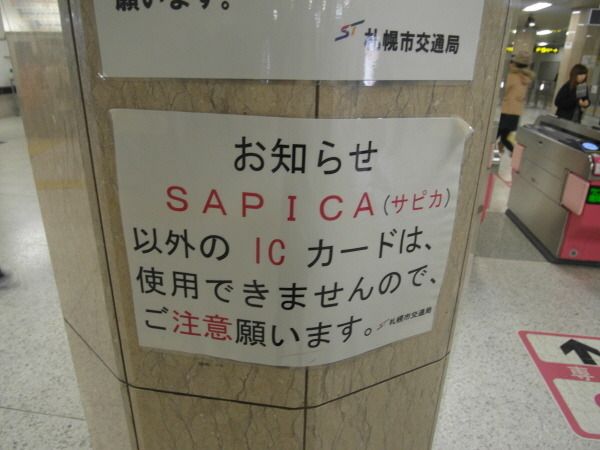 願います。
ST 札幌市交通局
お知らせ
SAPICA(サピカ)
以外の IC カードは、
使用できませんので、
ご注意願います。
ST 札幌市交通局
専